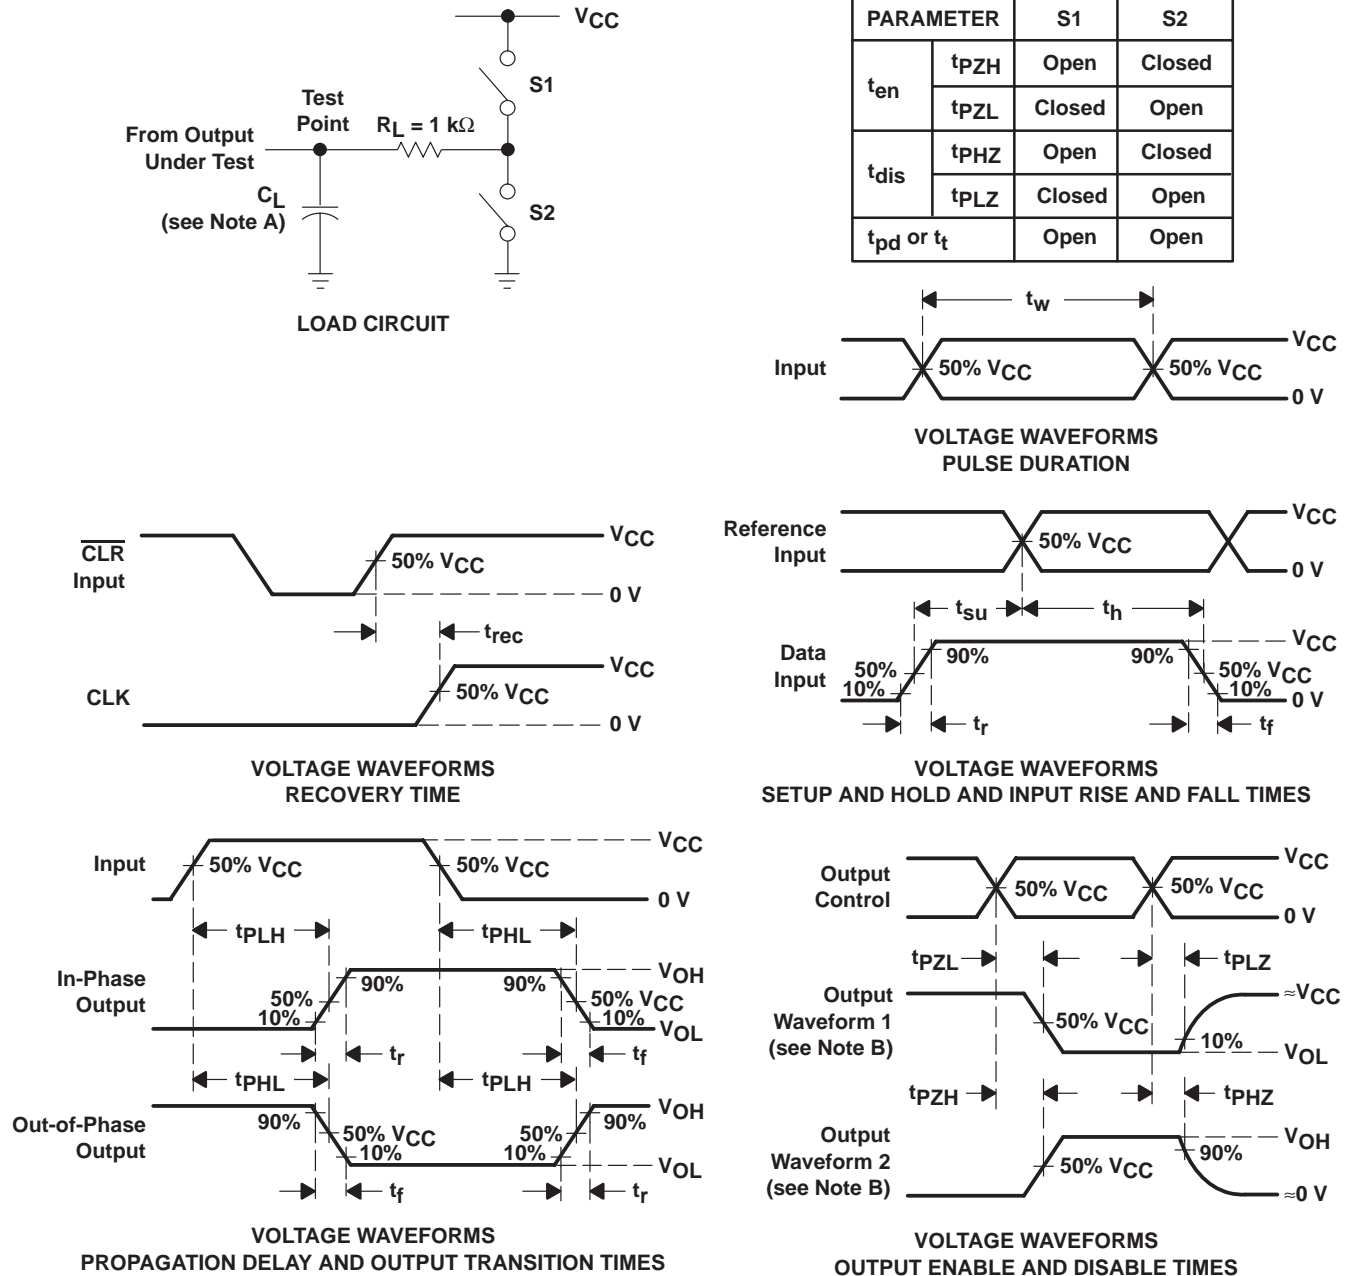 VCC
S1
Test
Point
RL = 1 kΩ
From Output
Under Test
CL
(see Note A)
S2
LOAD CIRCUIT
PARAMETER S1 S2
ten tPZH Open Closed
tPZL Closed Open
tdis tPHZ Open Closed
tPLZ Closed Open
tpd or tt Open Open
tw
Input 50% VCC 50% VCC VCC
0 V
VOLTAGE WAVEFORMS
PULSE DURATION
CLR
Input
50% VCC
VCC
0 V
trec
CLK
50% VCC
VCC
0 V
VOLTAGE WAVEFORMS
RECOVERY TIME
Reference
Input
50% VCC
VCC
0 V
tsu th
Data
Input
50%
10%
90% 90%
VCC
50% VCC
10%
0 V
tr tf
VOLTAGE WAVEFORMS
SETUP AND HOLD AND INPUT RISE AND FALL TIMES
Input 50% VCC 50% VCC
VCC
0 V
tPLH tPHL
In-Phase
Output
50%
10%
90% 90%
VOH
50% VCC
10%
VOL
tr tf
tPHL tPLH
Out-of-Phase
Output
90%
50% VCC
10%
50%
10%
VOH
90%
VOL
tf tr
VOLTAGE WAVEFORMS
PROPAGATION DELAY AND OUTPUT TRANSITION TIMES
Output
Control
50% VCC 50% VCC
VCC
0 V
tPZL tPLZ
Output
Waveform 1
(see Note B)
50% VCC
≈VCC
10%
VOL
tPZH tPHZ
Output
Waveform 2
(see Note B)
50% VCC
VOH
90%
≈0 V
VOLTAGE WAVEFORMS
OUTPUT ENABLE AND DISABLE TIMES